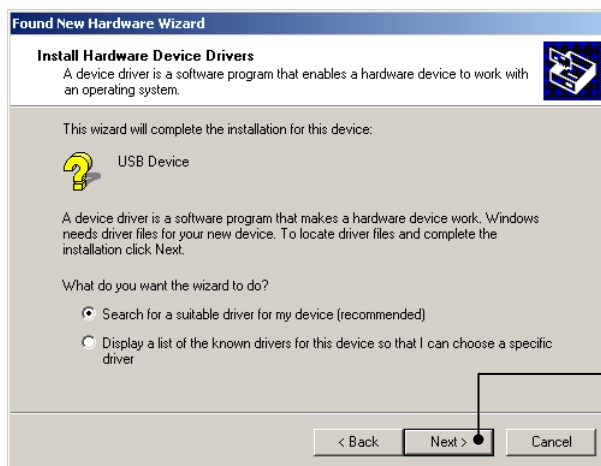 Found New Hardware Wizard
Install Hardware Device Drivers
A device driver is a software program that enables a hardware device to work with
an operating system.
This wizard will complete the installation for this device:
USB Device
A device driver is a software program that makes a hardware device work. Windows
needs driver files for your new device. To locate driver files and complete the
installation click Next.
What do you want the wizard to do?
Search for a suitable driver for my device (recommended)
Display a list of the known drivers for this device so that I can choose a specific
driver
< Back Next > Cancel